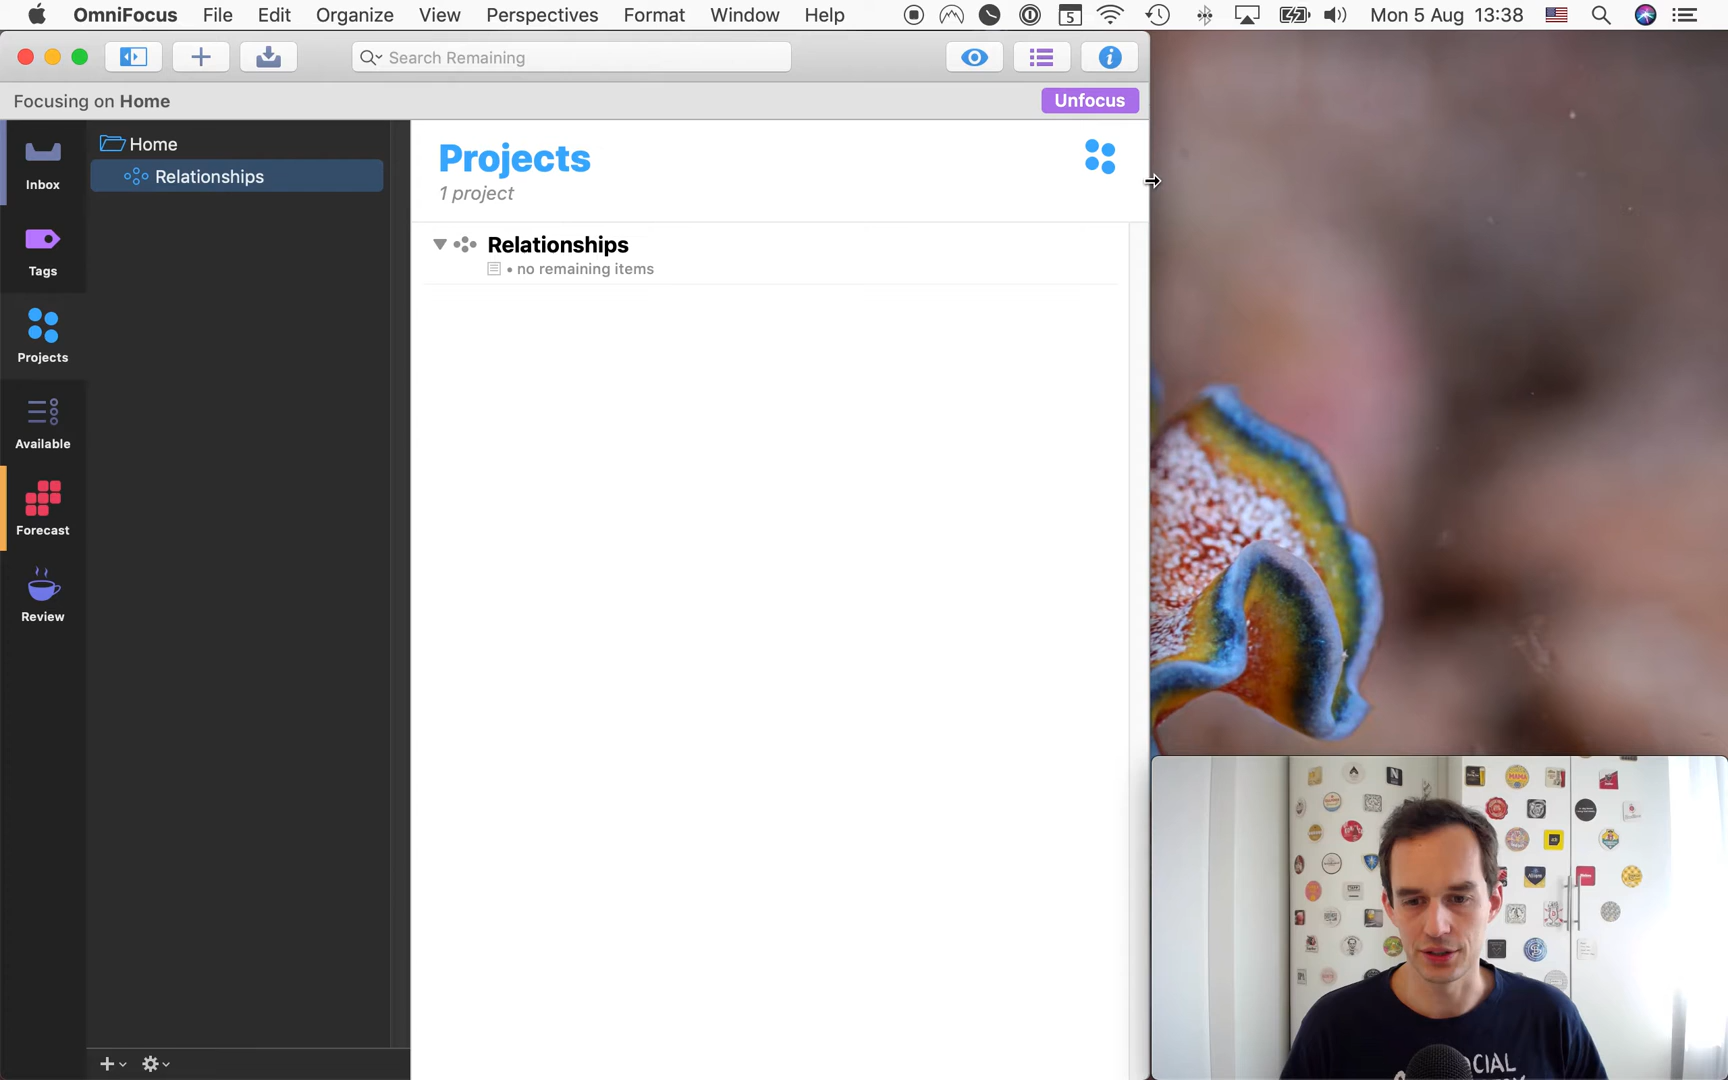 OmniFocus File Edit Organize View Perspectives Format Window Help 5 Mon 5 Aug 13:38
Search Remaining
Focusing on Home Unfocus
Inbox
Tags
Projects
Available
Forecast
Review
Home
Relationships
Projects
1 project
Relationships
• no remaining items